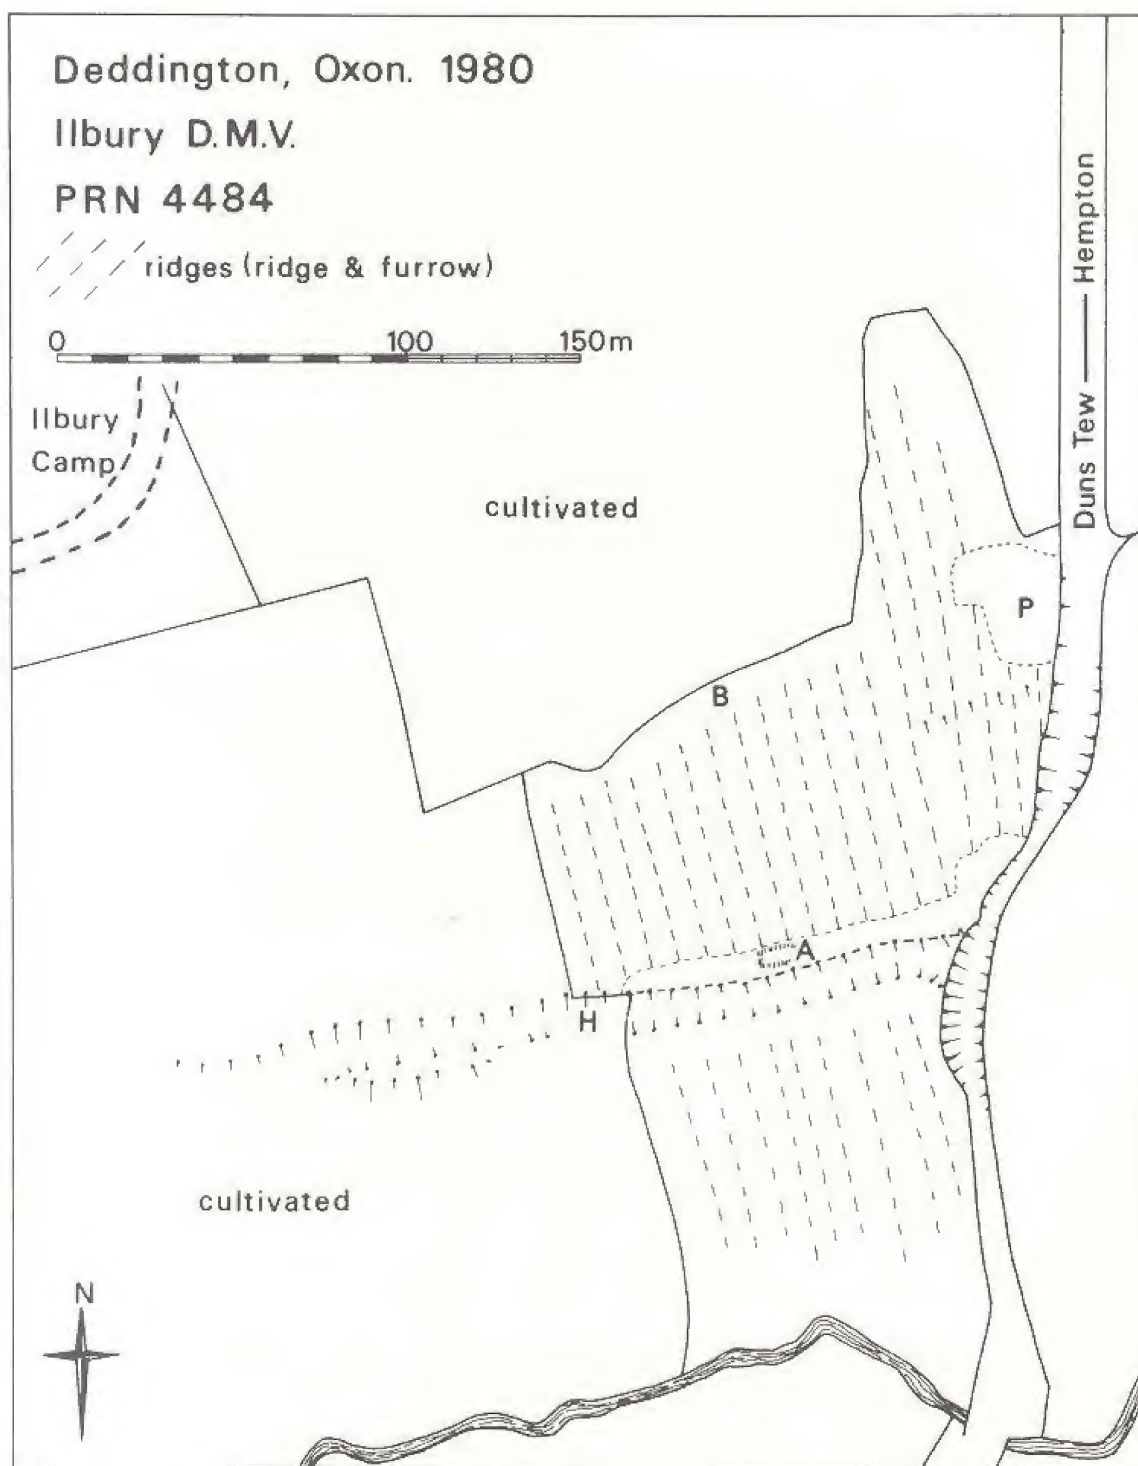 Deddington, Oxon. 1980
Ilbury D.M.V.
PRN 4484
ridges (ridge & furrow)
0 100 150m
Ilbury
Camp
cultivated
Duns Tew — Hempton
P
B
A
H
cultivated
N